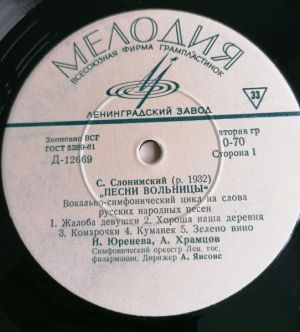 МЕЛОДИЯ
ВСЕСОЮЗНАЯ ФИРМА ГРАМПЛАСТИНОК
ЛЕНИНГРАДСКИЙ ЗАВОД
33
Записано ВСГ
ГОСТ 5289-61
Д-12669
вторая гр
0-70
Сторона 1
С. Слонимский (р. 1932)
„ПЕСНИ ВОЛЬНИЦЫ"
Вокально-симфонический цикл на слова
русских народных песен
1. Жалоба девушки 2. Хороша наша деревня
3. Комарочки 4. Куманек 5. Зелено вино
Н. Юренева, А. Храмцов
Симфонический оркестр Лен. гос.
филармонии. Дирижер А. Янсонс